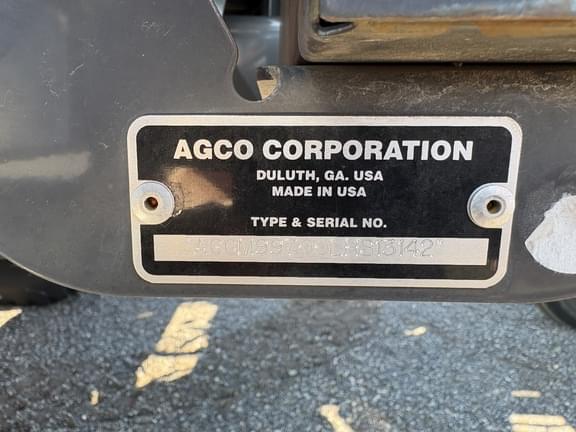 AGCO CORPORATION
DULUTH, GA. USA
MADE IN USA
TYPE & SERIAL NO.